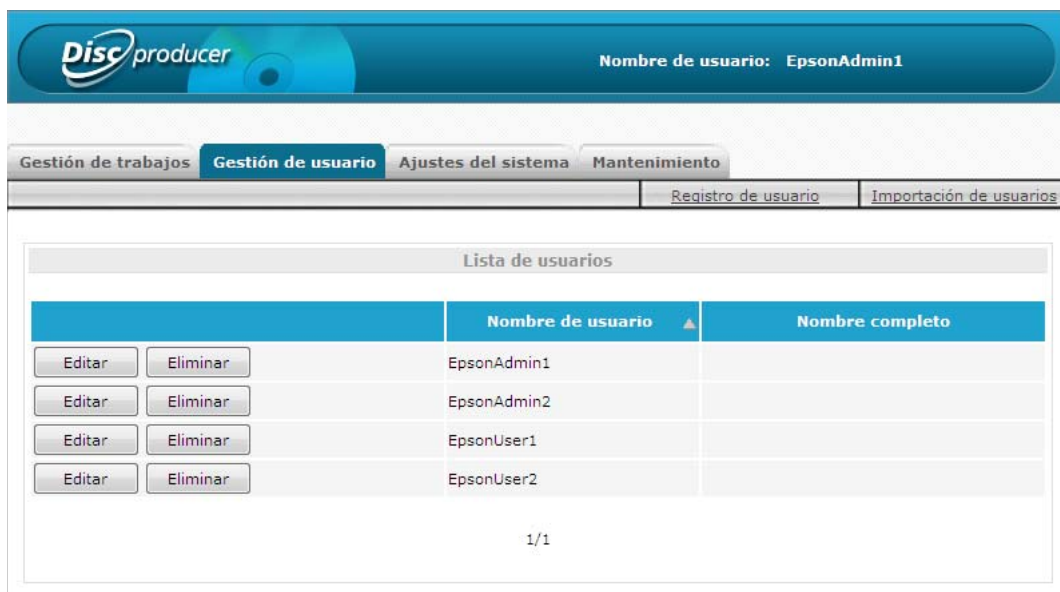 Disc producer
Nombre de usuario: EpsonAdmin1
Gestión de trabajos Gestión de usuario Ajustes del sistema Mantenimiento
Registro de usuario Importación de usuarios
Lista de usuarios
Nombre de usuario Nombre completo
Editar Eliminar EpsonAdmin1
Editar Eliminar EpsonAdmin2
Editar Eliminar EpsonUser1
Editar Eliminar EpsonUser2
1/1